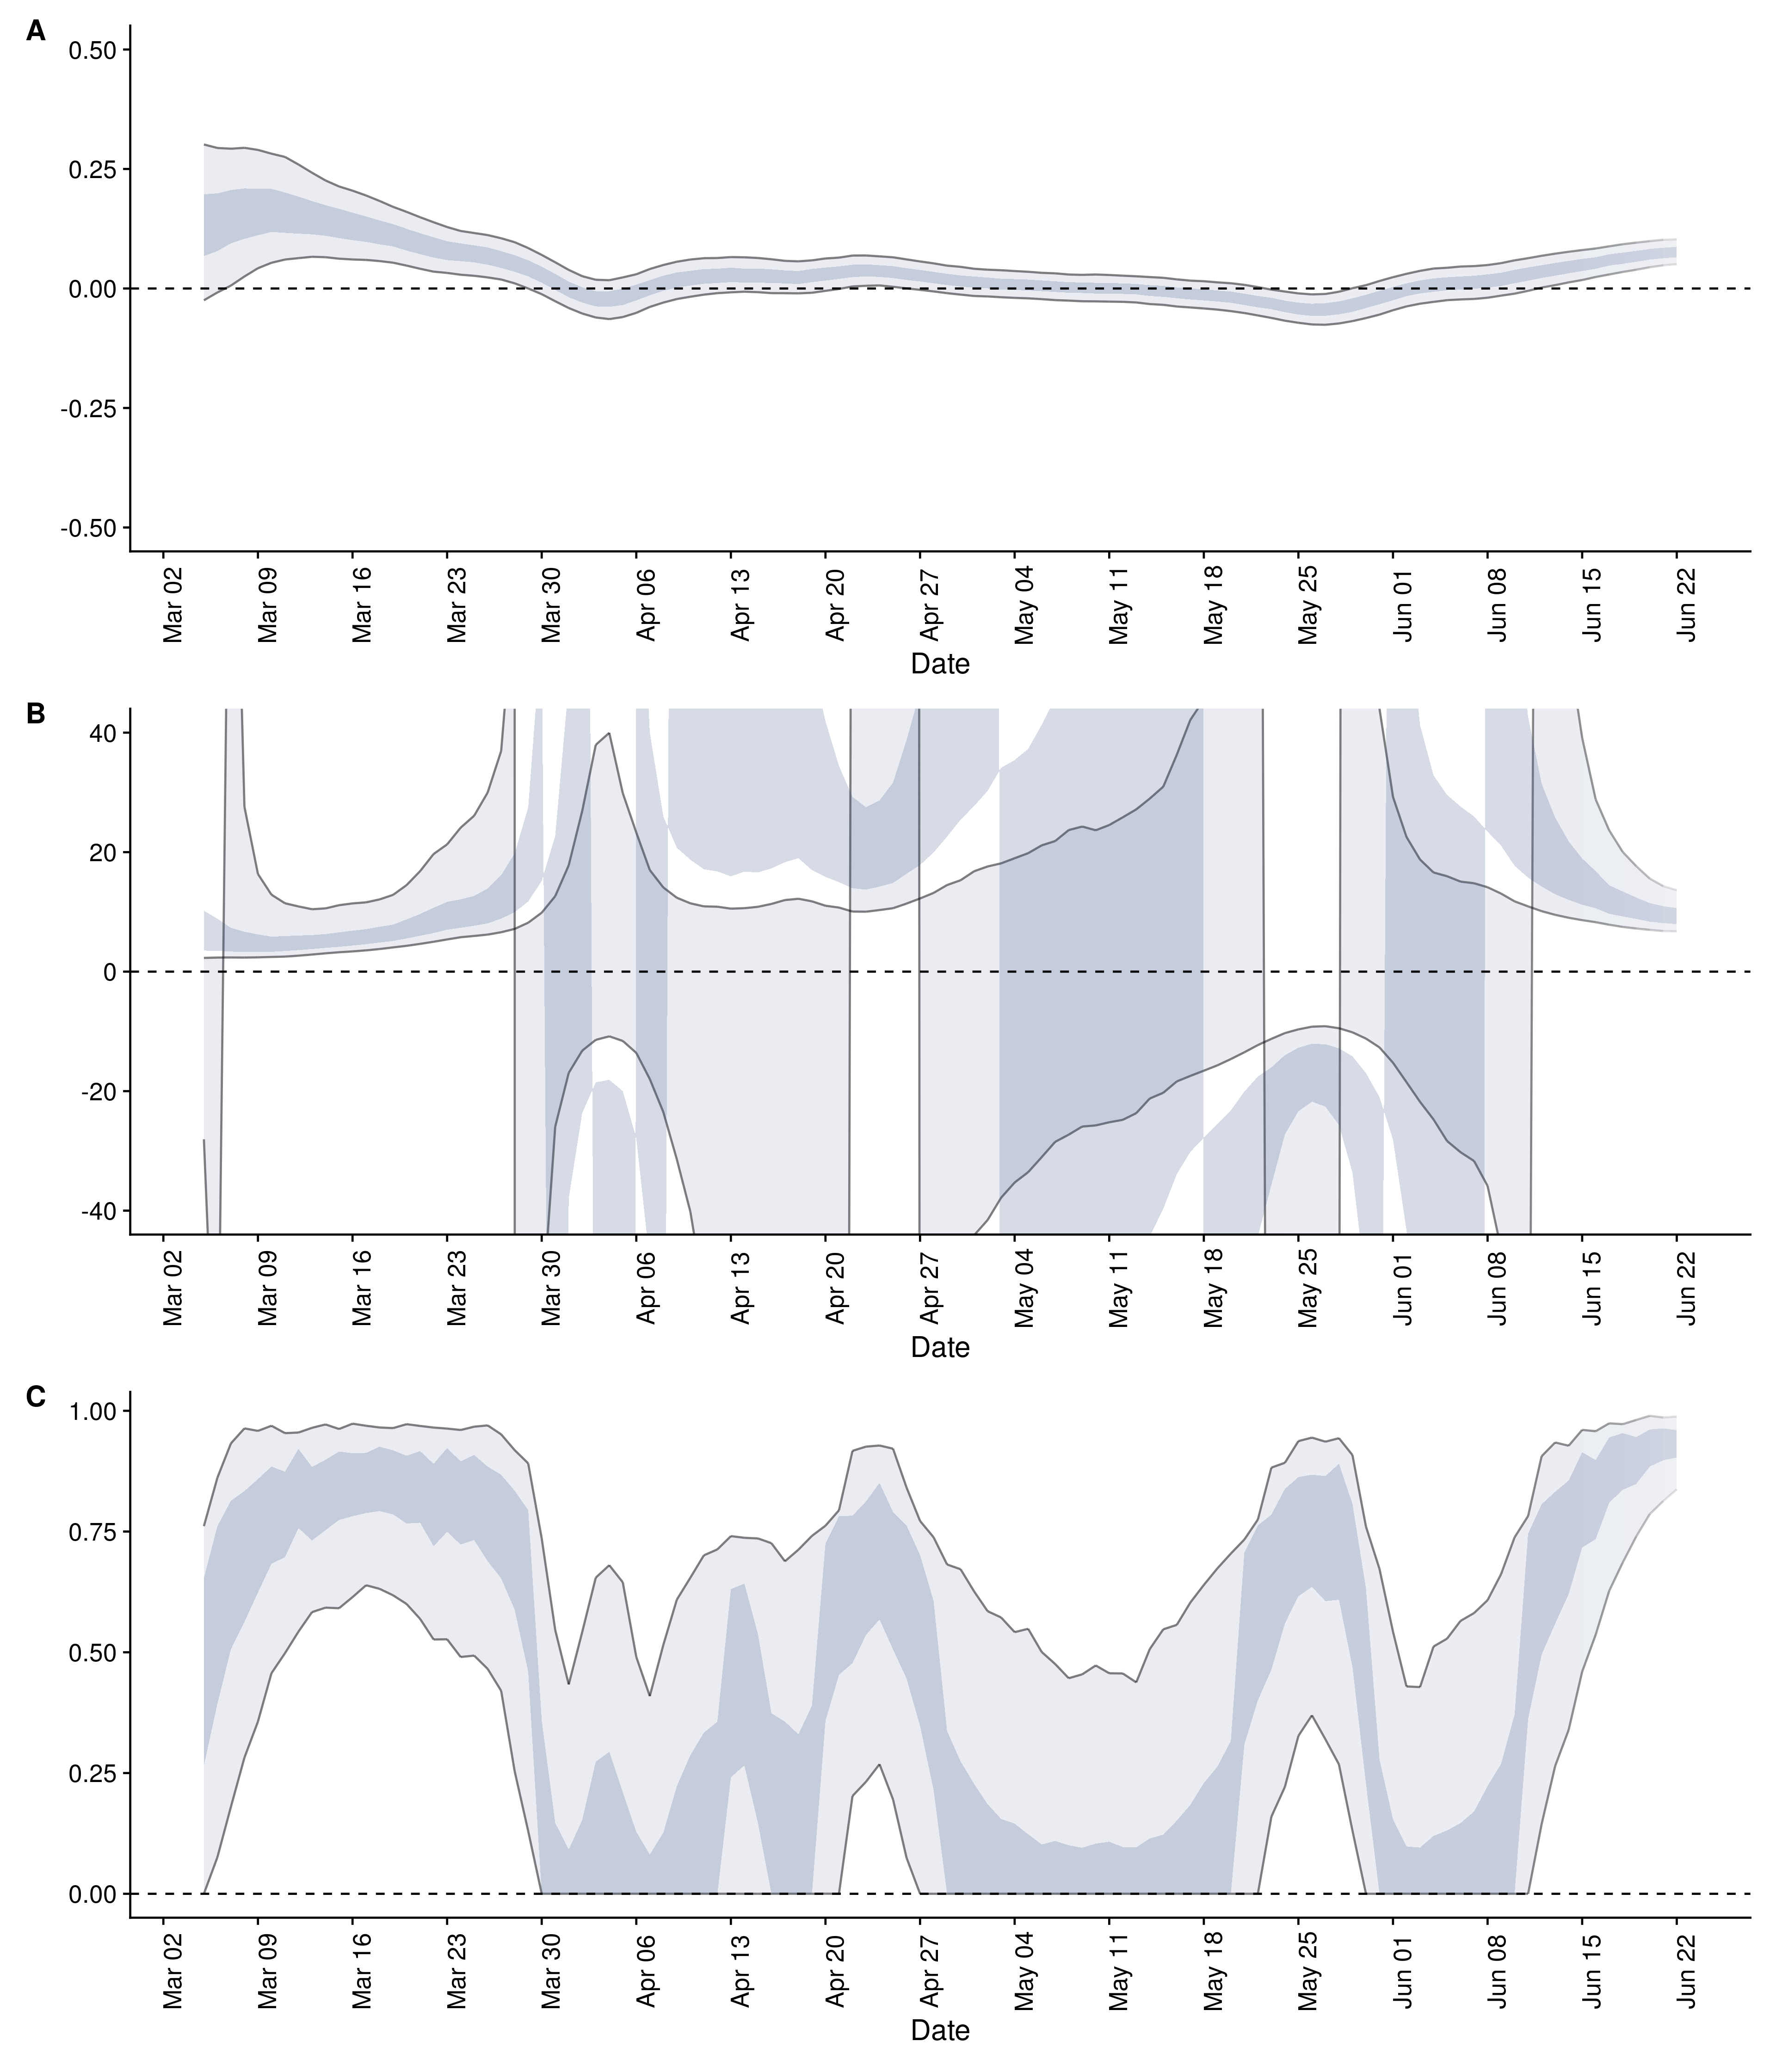 A
0.50
0.25
0.00
-0.25
-0.50
Mar 02
Mar 09
Mar 16
Mar 23
Mar 30
Apr 06
Apr 13
Apr 20
Apr 27
May 04
May 11
May 18
May 25
Jun 01
Jun 08
Jun 15
Jun 22
Date
B
40
20
0
-20
-40
Mar 02
Mar 09
Mar 16
Mar 23
Mar 30
Apr 06
Apr 13
Apr 20
Apr 27
May 04
May 11
May 18
May 25
Jun 01
Jun 08
Jun 15
Jun 22
Date
C
1.00
0.75
0.50
0.25
0.00
Mar 02
Mar 09
Mar 16
Mar 23
Mar 30
Apr 06
Apr 13
Apr 20
Apr 27
May 04
May 11
May 18
May 25
Jun 01
Jun 08
Jun 15
Jun 22
Date